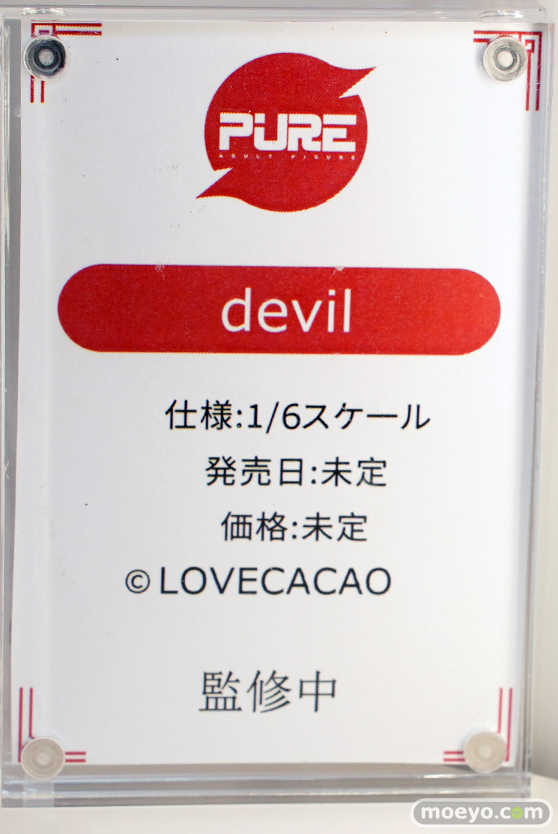 PURE
ADULT FIGURE
devil
仕様:1/6スケール
発売日:未定
価格:未定
©LOVECACAO
監修中
moeyo.com